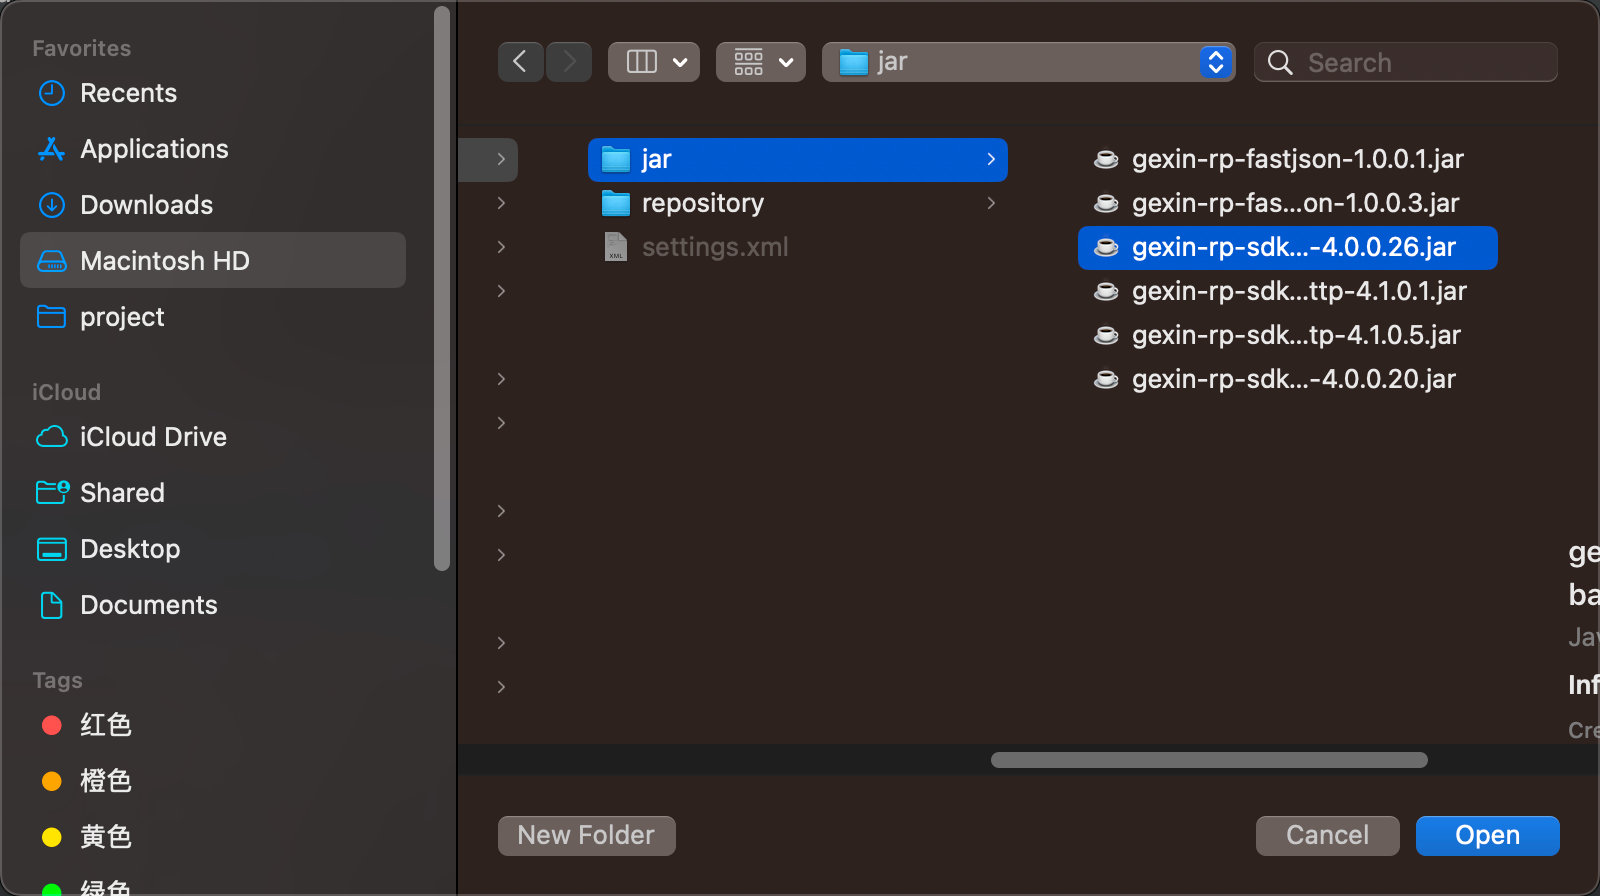 Favorites
Recents
Applications
Downloads
Macintosh HD
project
iCloud
iCloud Drive
Shared
Desktop
Documents
Tags
红色
橙色
黄色
绿色
jar
Search
jar
repository
settings.xml
XML
gexin-rp-fastjson-1.0.0.1.jar
gexin-rp-fas...on-1.0.0.3.jar
gexin-rp-sdk...-4.0.0.26.jar
gexin-rp-sdk...ttp-4.1.0.1.jar
gexin-rp-sdk...tp-4.1.0.5.jar
gexin-rp-sdk...-4.0.0.20.jar
ge
ba
Jav
Inf
Cre
New Folder
Cancel
Open